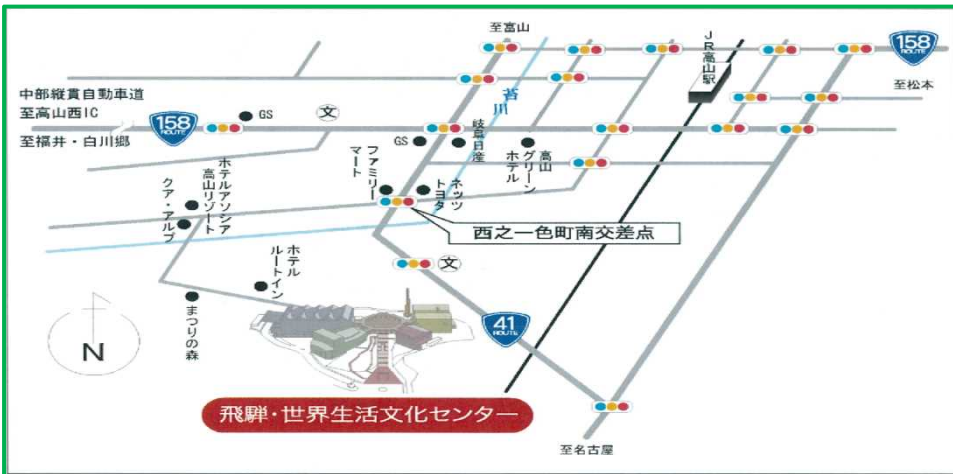 至富山
JR高山駅
158
ROUTE
至松本
中部縦貫自動車道
至高山西IC
至福井・白川郷
158
ROUTE
GS
文
苔川
GS
岐阜日産
高山
グリーン
ホテル
ファミリー
マート
ネッツ
トヨタ
ホテルアソシア
高山リゾート
クア・アルプ
西之一色町南交差点
文
ホテル
ルートイン
まつりの森
N
41
ROUTE
飛騨・世界生活文化センター
至名古屋